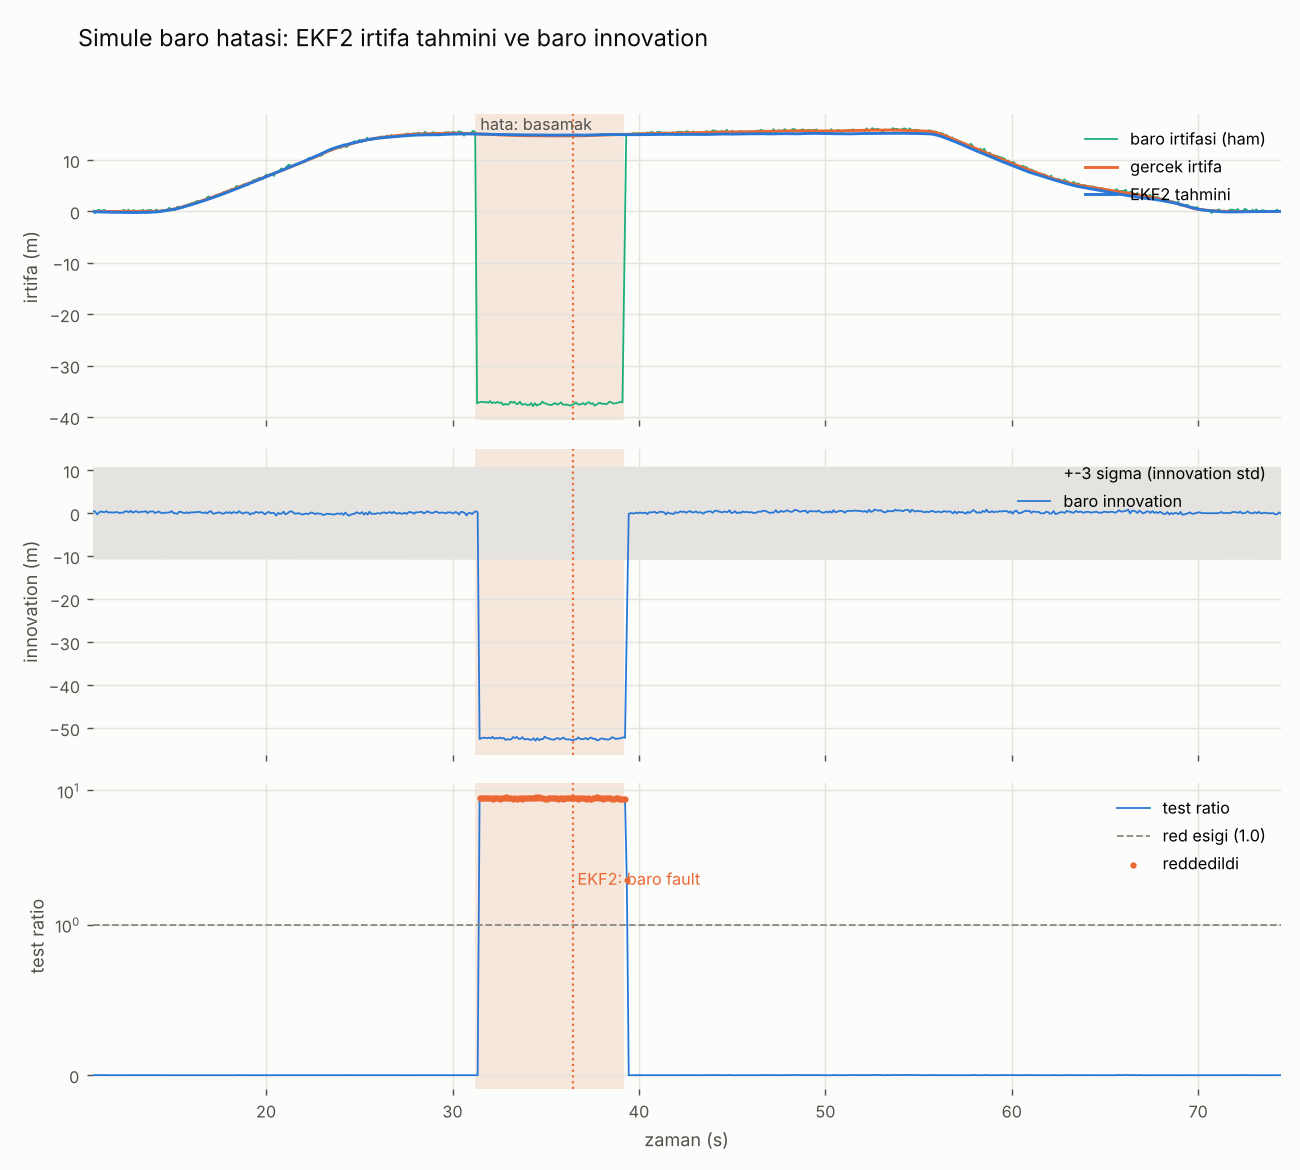 Simule baro hatasi: EKF2 irtifa tahmini ve baro innovation
hata: basamak
baro irtifasi (ham)
gercek irtifa
EKF2 tahmini
irtifa (m)
10
0
−10
−20
−30
−40
+-3 sigma (innovation std)
baro innovation
innovation (m)
10
0
−10
−20
−30
−40
−50
test ratio
red esigi (1.0)
reddedildi
EKF2: baro fault
test ratio
10¹
10⁰
0
20 30 40 50 60 70
zaman (s)